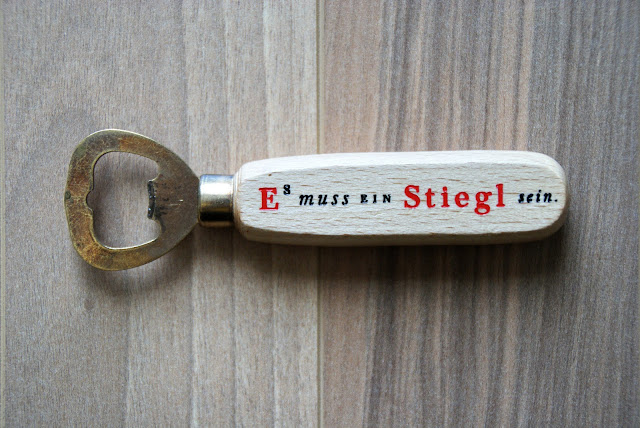 Es muss EIN Stiegl sein.